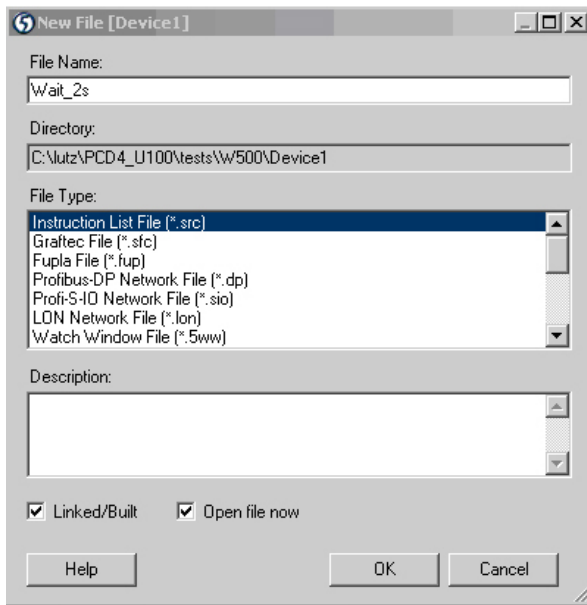 New File [Device1]
File Name:
Wait_2s
Directory:
C:\lutz\PCD4_U100\tests\W500\Device1
File Type:
Instruction List File (*.src)
Graftec File (*.sfc)
Fupla File (*.fup)
Profibus-DP Network File (*.dp)
Profi-S-IO Network File (*.sio)
LON Network File (*.lon)
Watch Window File (*.5ww)
Description:
Linked/Built Open file now
Help OK Cancel